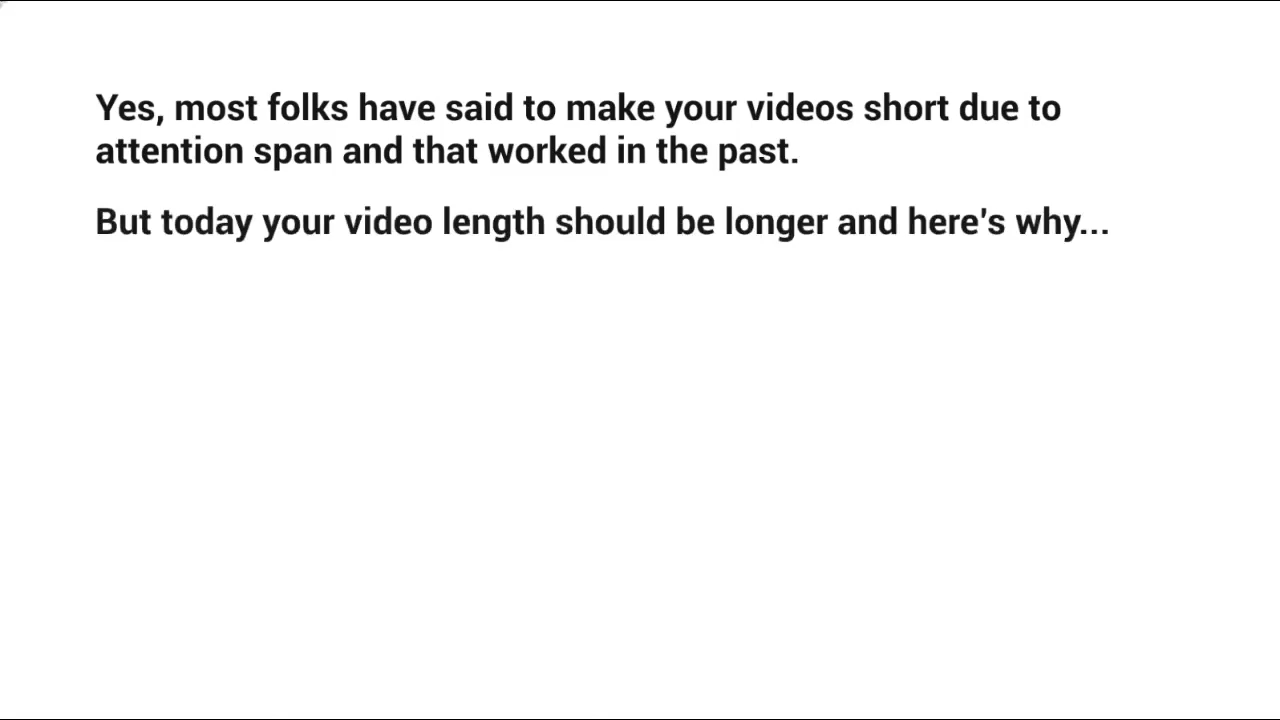 Yes, most folks have said to make your videos short due to
attention span and that worked in the past.
But today your video length should be longer and here's why...